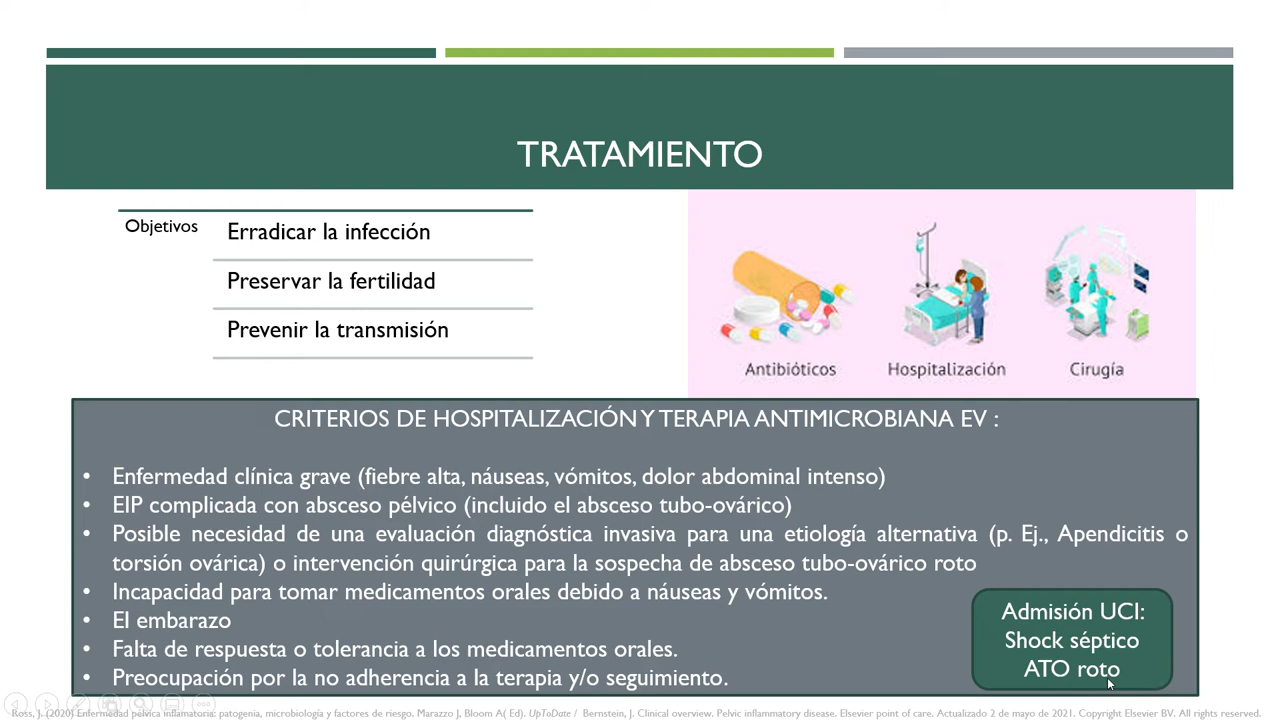 TRATAMIENTO
Objetivos
Erradicar la infección
Preservar la fertilidad
Prevenir la transmisión
Antibióticos
Hospitalización
Cirugía
CRITERIOS DE HOSPITALIZACIÓN Y TERAPIA ANTIMICROBIANA EV :
• Enfermedad clínica grave (fiebre alta, náuseas, vómitos, dolor abdominal intenso)
• EIP complicada con absceso pélvico (incluido el absceso tubo-ovárico)
• Posible necesidad de una evaluación diagnóstica invasiva para una etiología alternativa (p. Ej., Apendicitis o
torsión ovárica) o intervención quirúrgica para la sospecha de absceso tubo-ovárico roto
• Incapacidad para tomar medicamentos orales debido a náuseas y vómitos.
• El embarazo
• Falta de respuesta o tolerancia a los medicamentos orales.
• Preocupación por la no adherencia a la terapia y/o seguimiento.
Admisión UCI:
Shock séptico
ATO roto
Ross, J. (2020) Enfermedad pélvica inflamatoria: patogenia, microbiología y factores de riesgo. Marazzo J, Bloom A( Ed). UpToDate / Bernstein, J. Clinical overview. Pelvic inflammatory disease. Elsevier point of care. Actualizado 2 de mayo de 2021. Copyright Elsevier BV. All rights reserved.